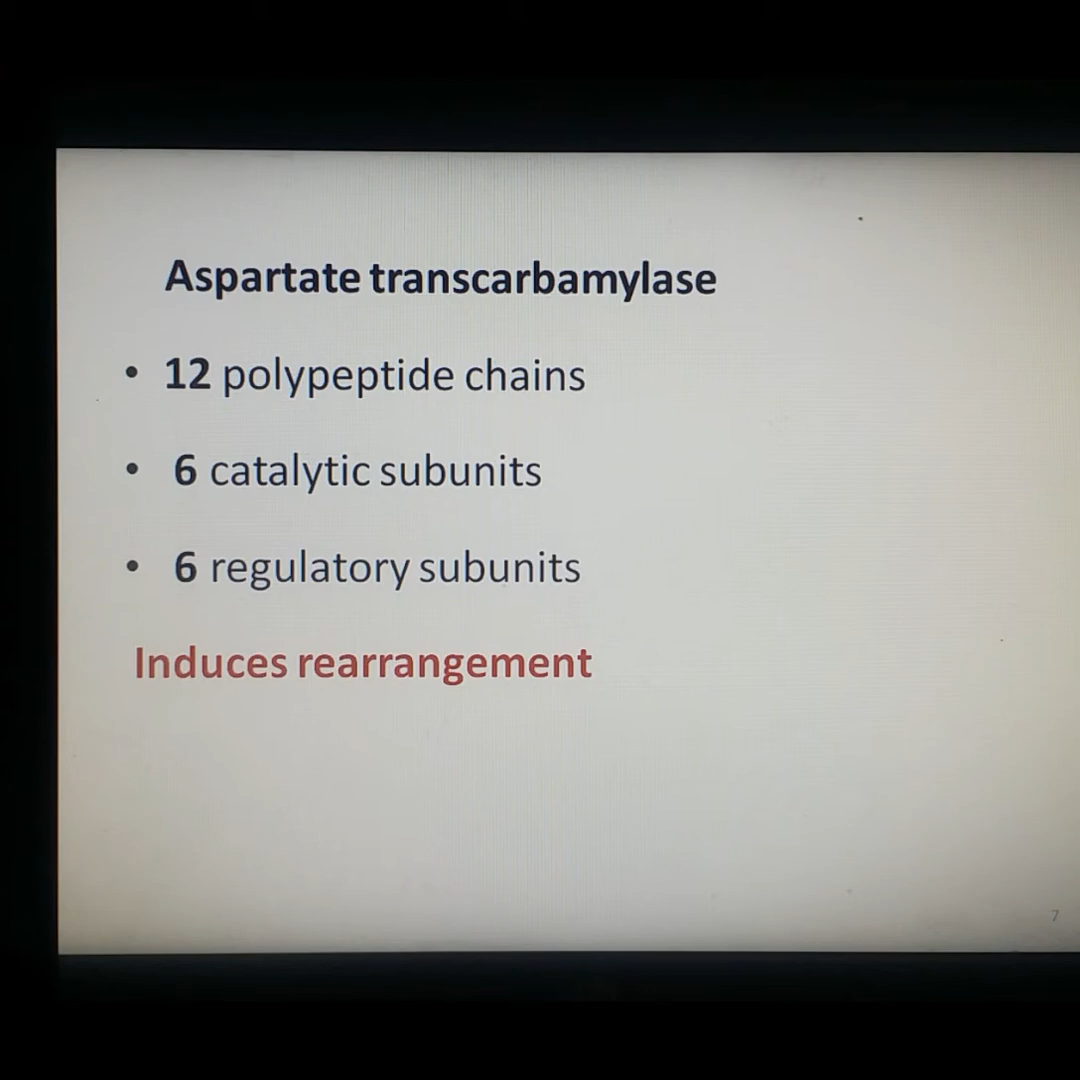 Aspartate transcarbamylase
• 12 polypeptide chains
• 6 catalytic subunits
• 6 regulatory subunits
Induces rearrangement
7